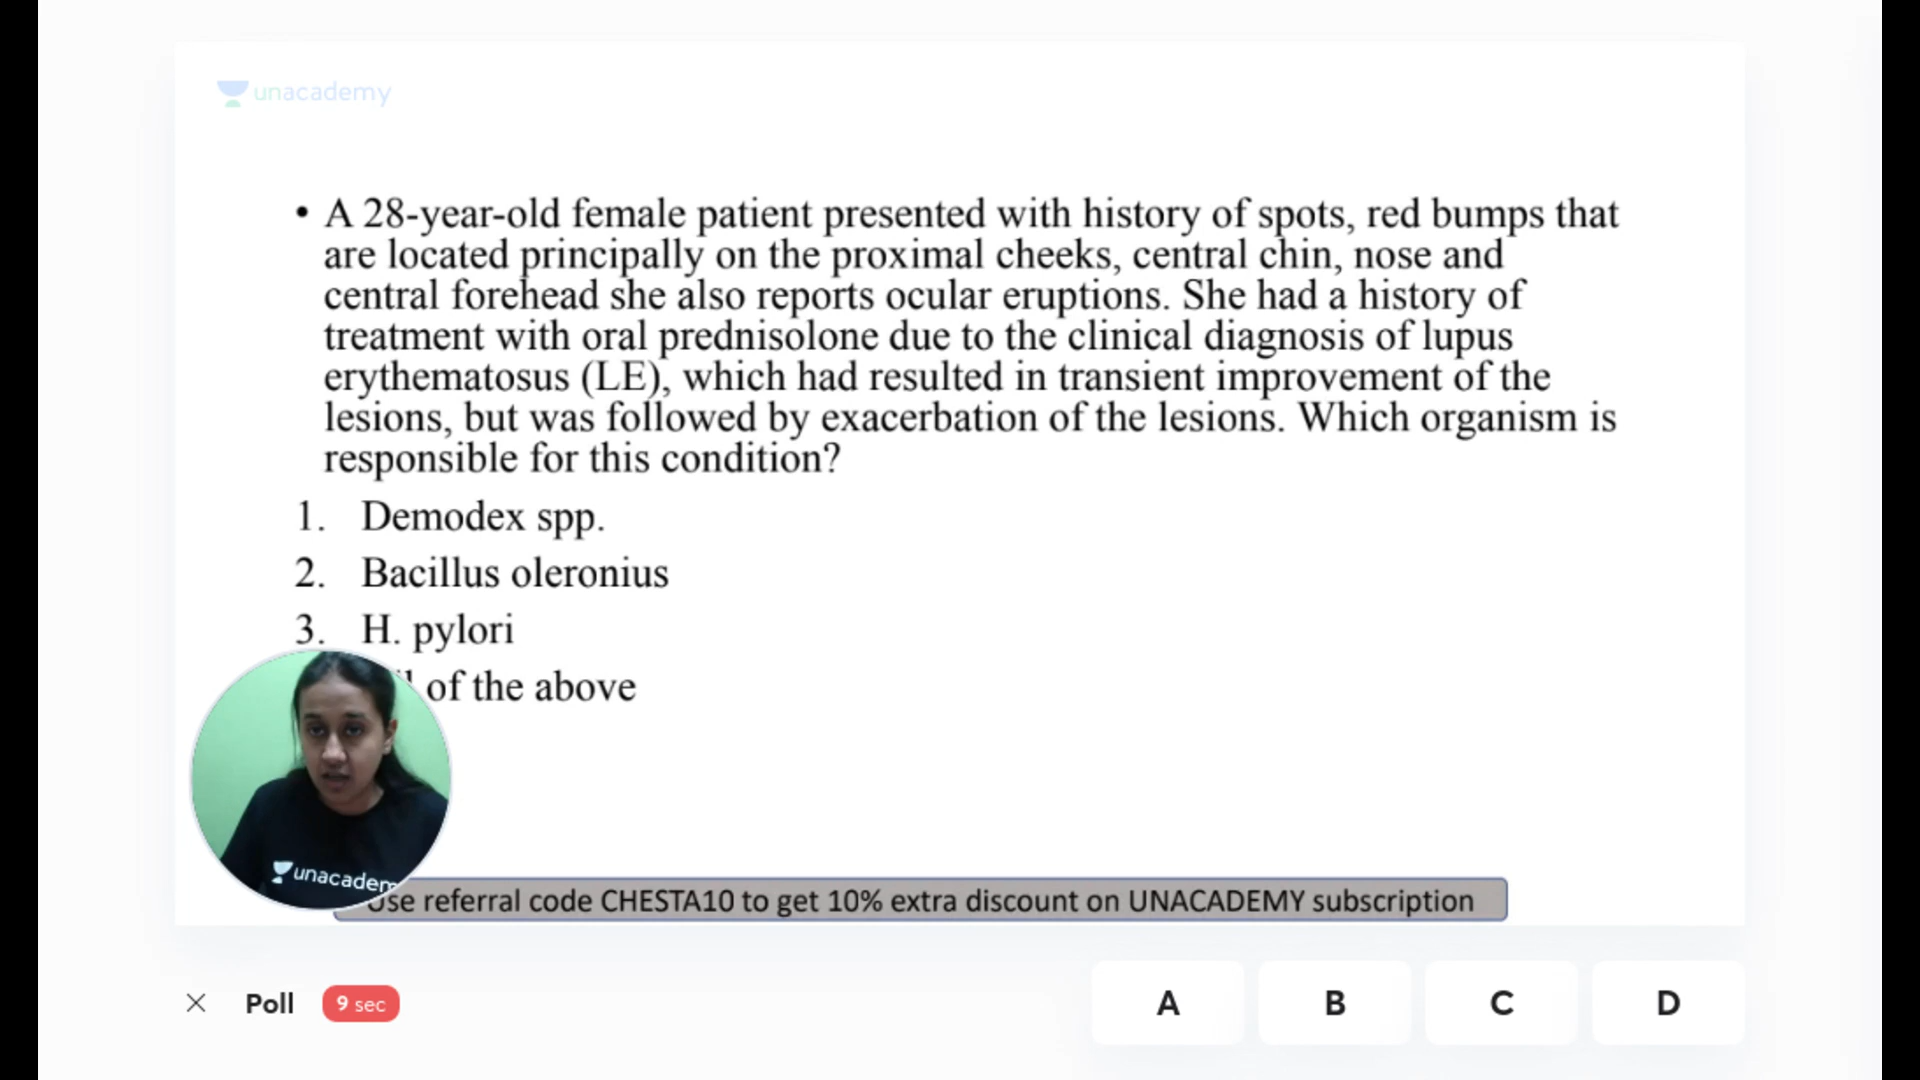 unacademy
• A 28-year-old female patient presented with history of spots, red bumps that
are located principally on the proximal cheeks, central chin, nose and
central forehead she also reports ocular eruptions. She had a history of
treatment with oral prednisolone due to the clinical diagnosis of lupus
erythematosus (LE), which had resulted in transient improvement of the
lesions, but was followed by exacerbation of the lesions. Which organism is
responsible for this condition?
1. Demodex spp.
2. Bacillus oleronius
3. H. pylori
of the above
unacadem
Use referral code CHESTA10 to get 10% extra discount on UNACADEMY subscription
Poll 9 sec A B C D